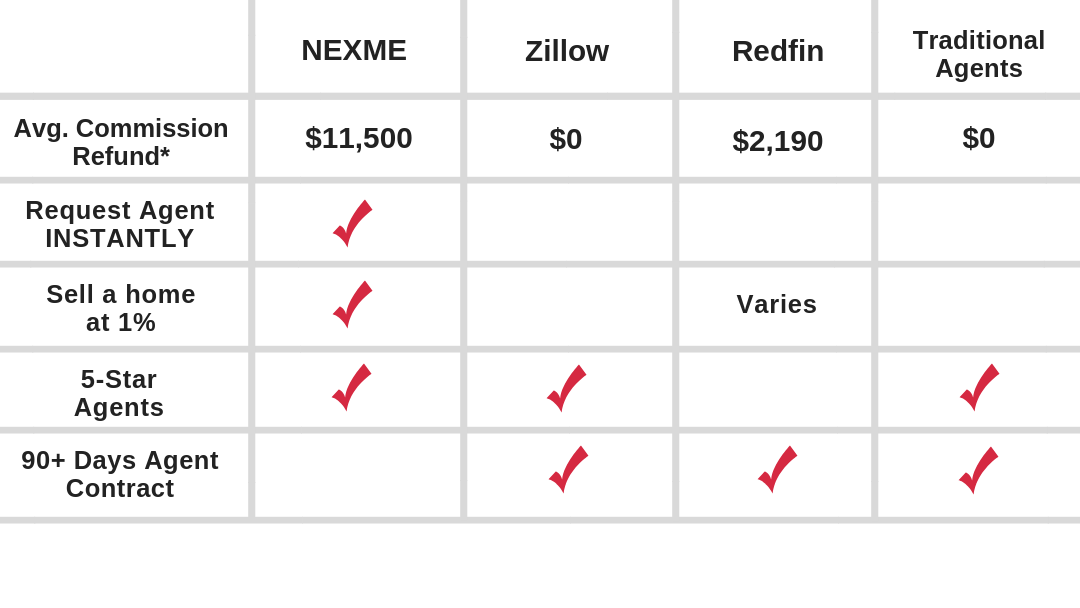 NEXME Zillow Redfin Traditional
Agents
Avg. Commission
Refund* $11,500 $0 $2,190 $0
Request Agent
INSTANTLY
Sell a home
at 1% Varies
5-Star
Agents
90+ Days Agent
Contract